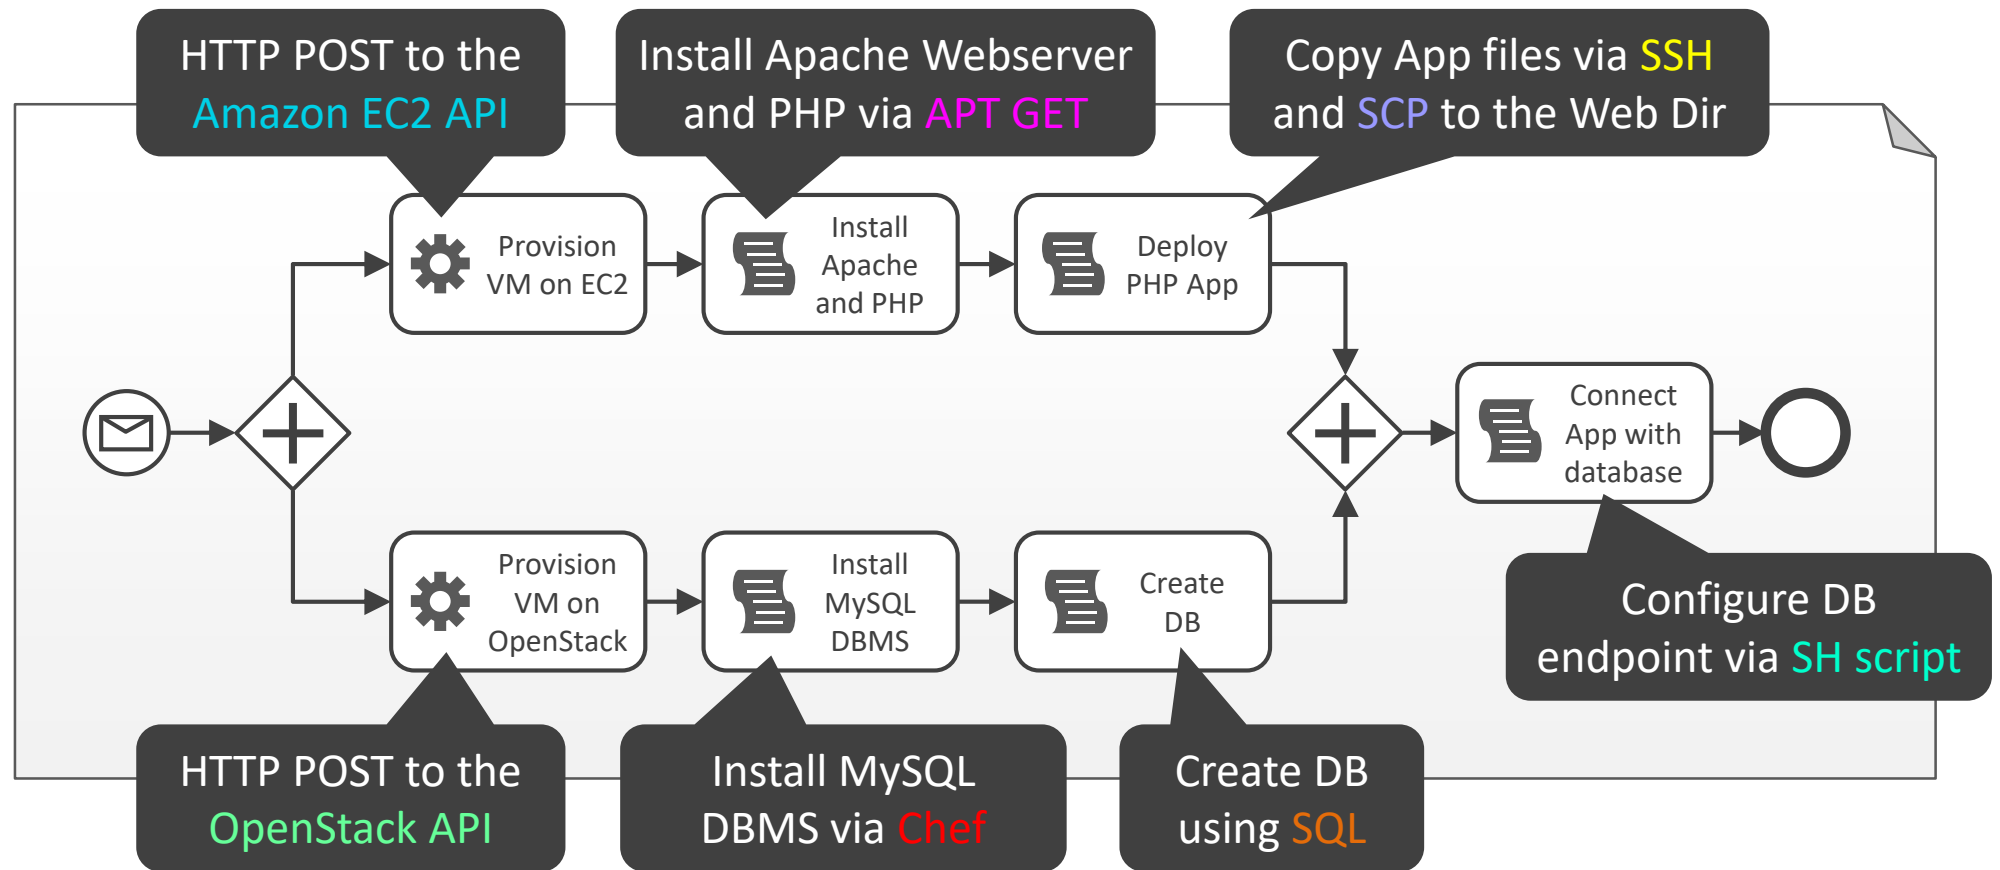 HTTP POST to the
Amazon EC2 API
Install Apache Webserver
and PHP via APT GET
Copy App files via SSH
and SCP to the Web Dir
Provision
VM on EC2
Install
Apache
and PHP
Deploy
PHP App
Connect
App with
database
Provision
VM on
OpenStack
Install
MySQL
DBMS
Create
DB
Configure DB
endpoint via SH script
HTTP POST to the
OpenStack API
Install MySQL
DBMS via Chef
Create DB
using SQL